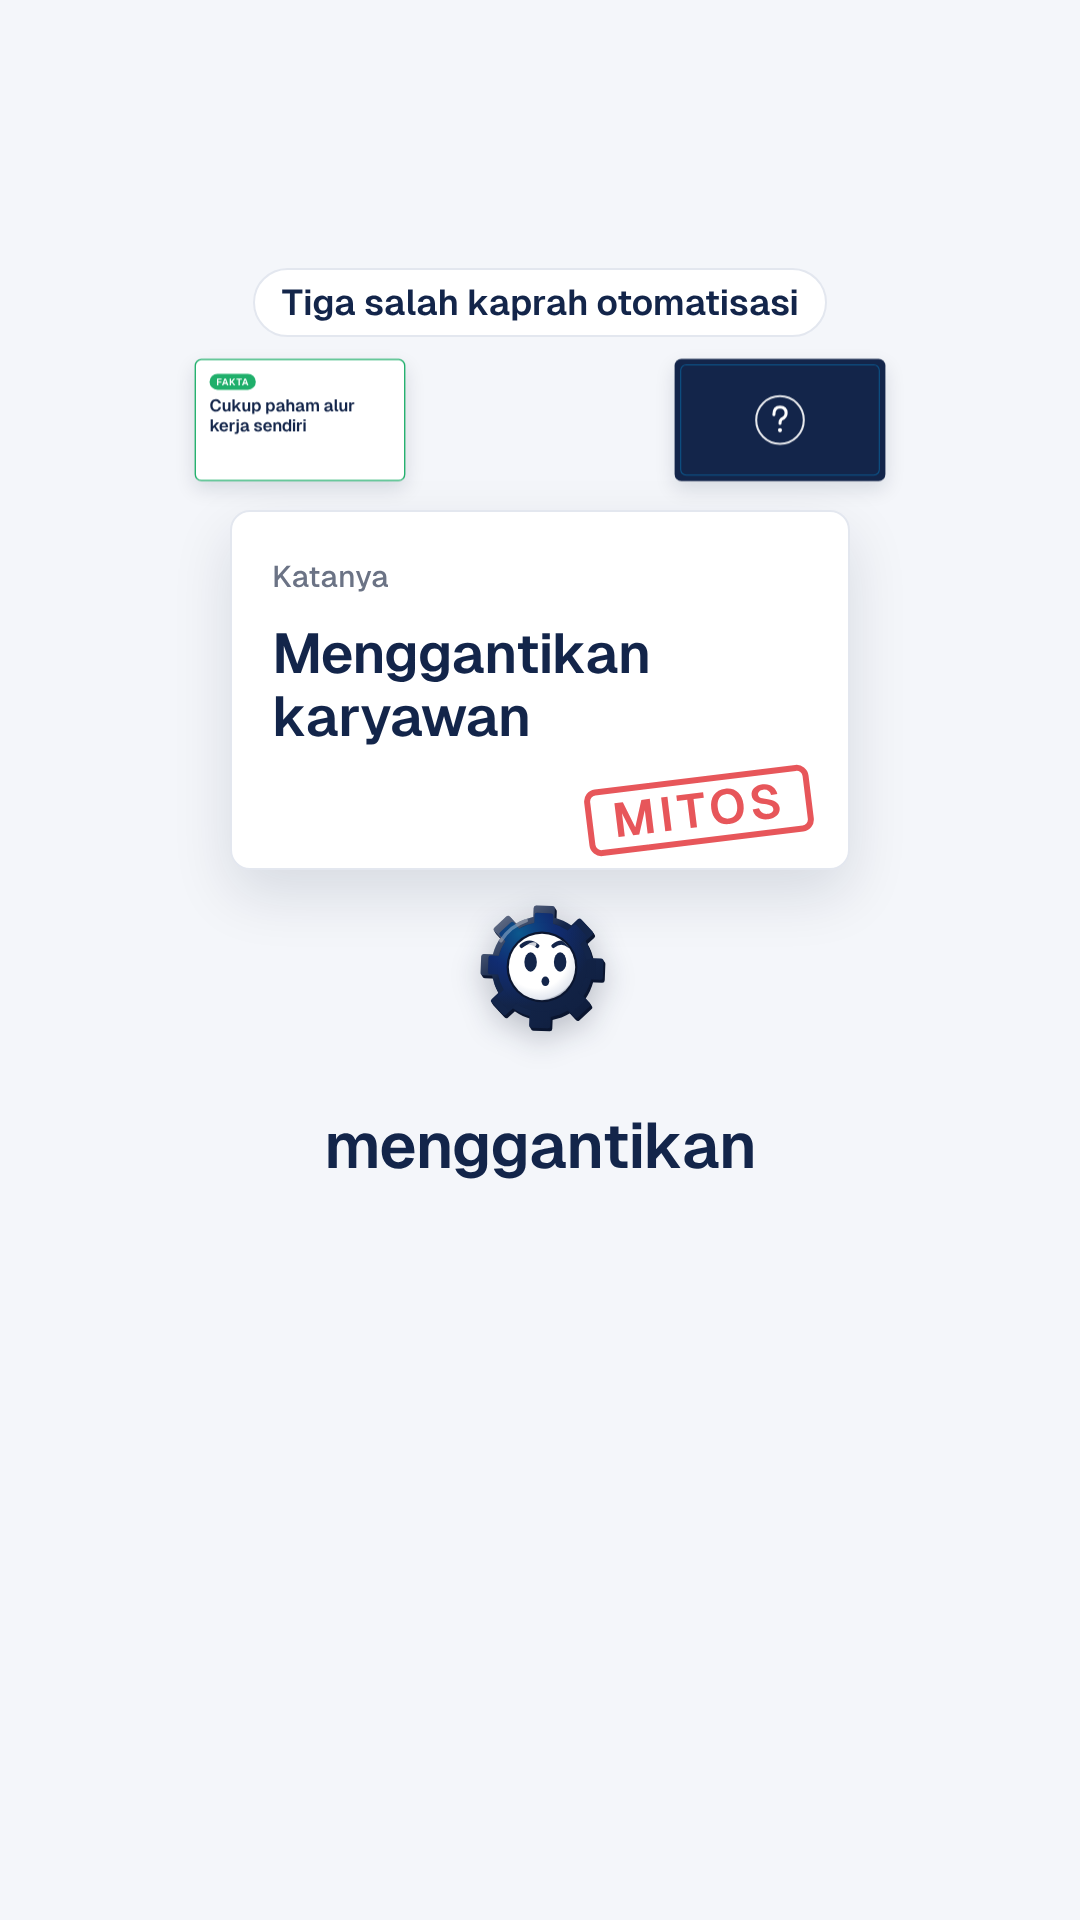 Tiga salah kaprah otomatisasi
FAKTA
Cukup paham alur
kerja sendiri
?
Katanya
Menggantikan
karyawan
MITOS
menggantikan